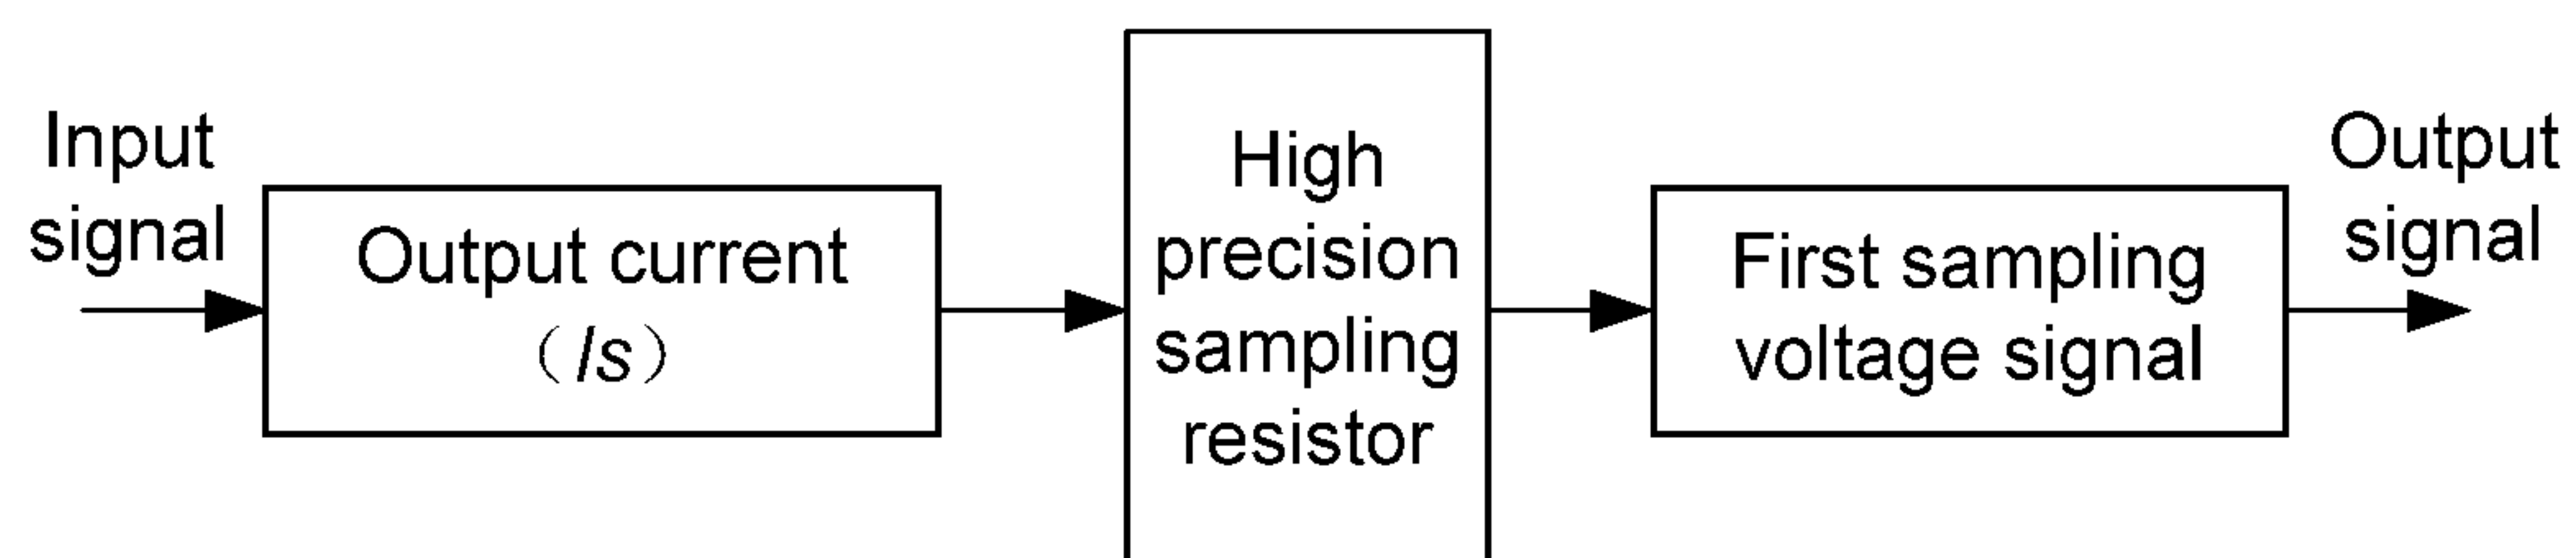 Input
signal
Output current
（Is）
High
precision
sampling
resistor
First sampling
voltage signal
Output
signal